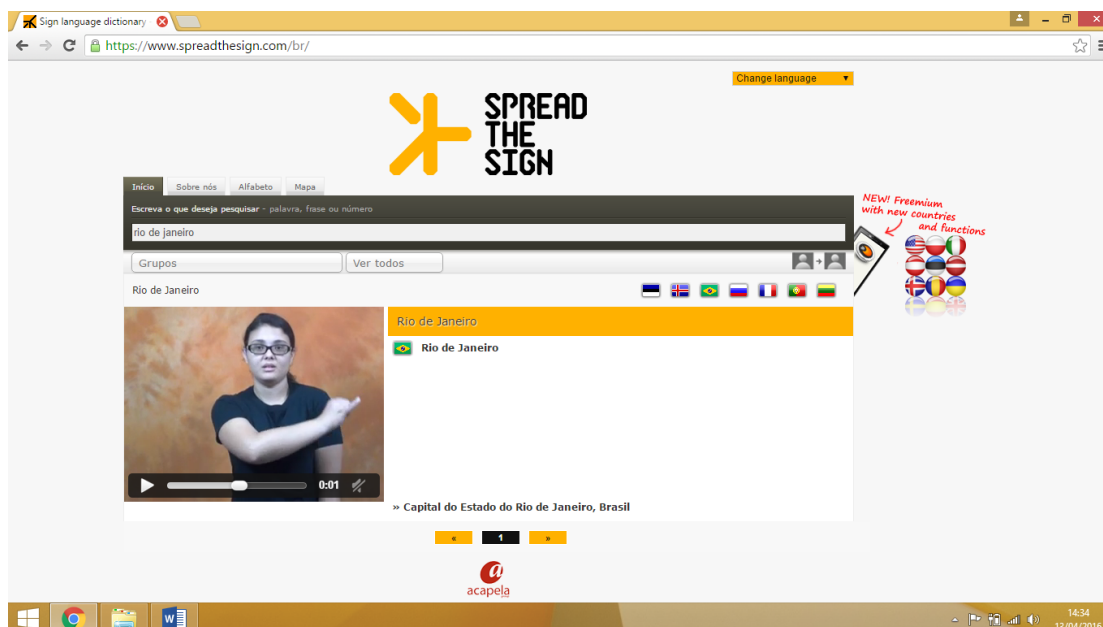 Sign language dictionary
https://www.spreadthesign.com/br/
Change language
SPREAD
THE
SIGN
Início Sobre nós Alfabeto Mapa
Escreva o que deseja pesquisar - palavra, frase ou número
rio de janeiro
NEW! Freemium
with new countries
and functions
Grupos Ver todos
Rio de Janeiro
Rio de Janeiro
Rio de Janeiro
0:01
» Capital do Estado do Rio de Janeiro, Brasil
« 1 »
acapela
14:34
13/04/2016